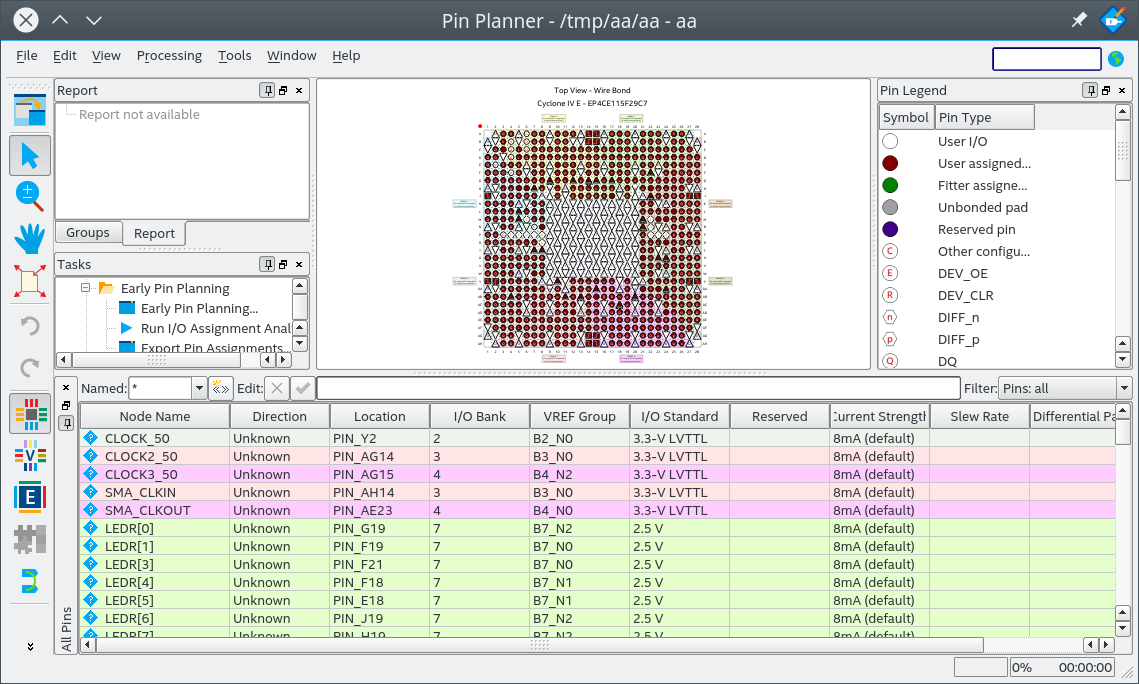 Pin Planner - /tmp/aa/aa - aa
File Edit View Processing Tools Window Help
Report
Report not available
Groups Report
Tasks
Early Pin Planning
Early Pin Planning...
Run I/O Assignment Anal
Export Pin Assignments
Top View - Wire Bond
Cyclone IV E - EP4CE115F29C7
Pin Legend
Symbol Pin Type
User I/O
User assigned...
Fitter assigne...
Unbonded pad
Reserved pin
C Other configu...
E DEV_OE
R DEV_CLR
n DIFF_n
p DIFF_p
Q DQ
Named: * Edit: Filter: Pins: all
Node Name Direction Location I/O Bank VREF Group I/O Standard Reserved Current Strength Slew Rate Differential Pa
CLOCK_50 Unknown PIN_Y2 2 B2_N0 3.3-V LVTTL 8mA (default)
CLOCK2_50 Unknown PIN_AG14 3 B3_N0 3.3-V LVTTL 8mA (default)
CLOCK3_50 Unknown PIN_AG15 4 B4_N2 3.3-V LVTTL 8mA (default)
SMA_CLKIN Unknown PIN_AH14 3 B3_N0 3.3-V LVTTL 8mA (default)
SMA_CLKOUT Unknown PIN_AE23 4 B4_N0 3.3-V LVTTL 8mA (default)
LEDR[0] Unknown PIN_G19 7 B7_N2 2.5 V 8mA (default)
LEDR[1] Unknown PIN_F19 7 B7_N0 2.5 V 8mA (default)
LEDR[3] Unknown PIN_F21 7 B7_N0 2.5 V 8mA (default)
LEDR[4] Unknown PIN_F18 7 B7_N1 2.5 V 8mA (default)
LEDR[5] Unknown PIN_E18 7 B7_N1 2.5 V 8mA (default)
LEDR[6] Unknown PIN_J19 7 B7_N2 2.5 V 8mA (default)
LEDR[7] Unknown PIN_H19 7 B7_N2 2.5 V 8mA (default)
All Pins
0% 00:00:00